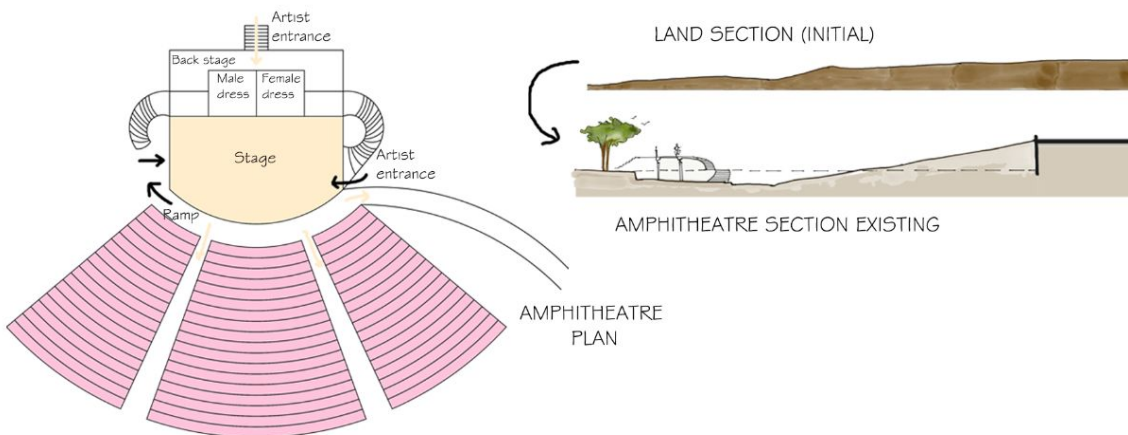 Artist
entrance
Back stage
Male
dress
Female
dress
Stage
Artist
entrance
Ramp
AMPHITHEATRE
PLAN
LAND SECTION (INITIAL)
AMPHITHEATRE SECTION EXISTING